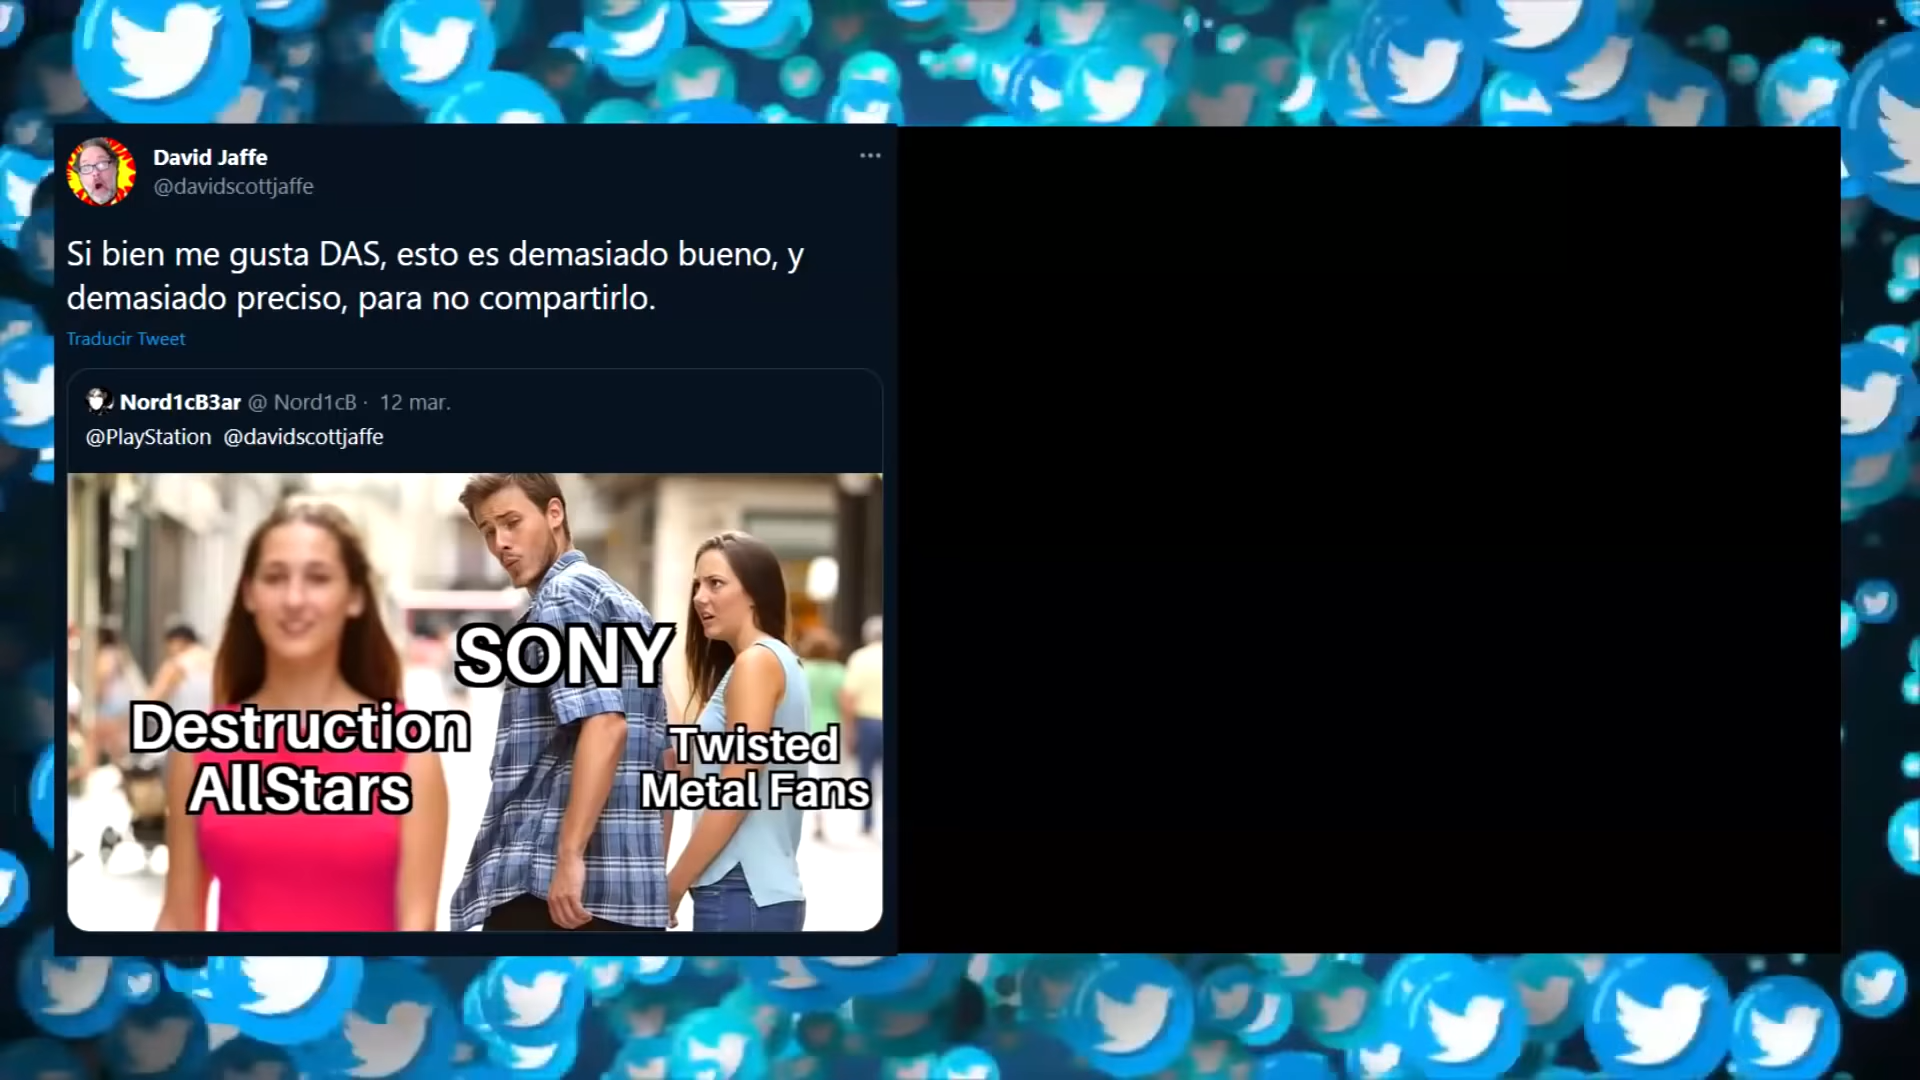 David Jaffe
@davidscottjaffe
Si bien me gusta DAS, esto es demasiado bueno, y
demasiado preciso, para no compartirlo.
Traducir Tweet
Nord1cB3ar @ Nord1cB · 12 mar.
@PlayStation @davidscottjaffe
SONY
Destruction
AllStars
Twisted
Metal Fans